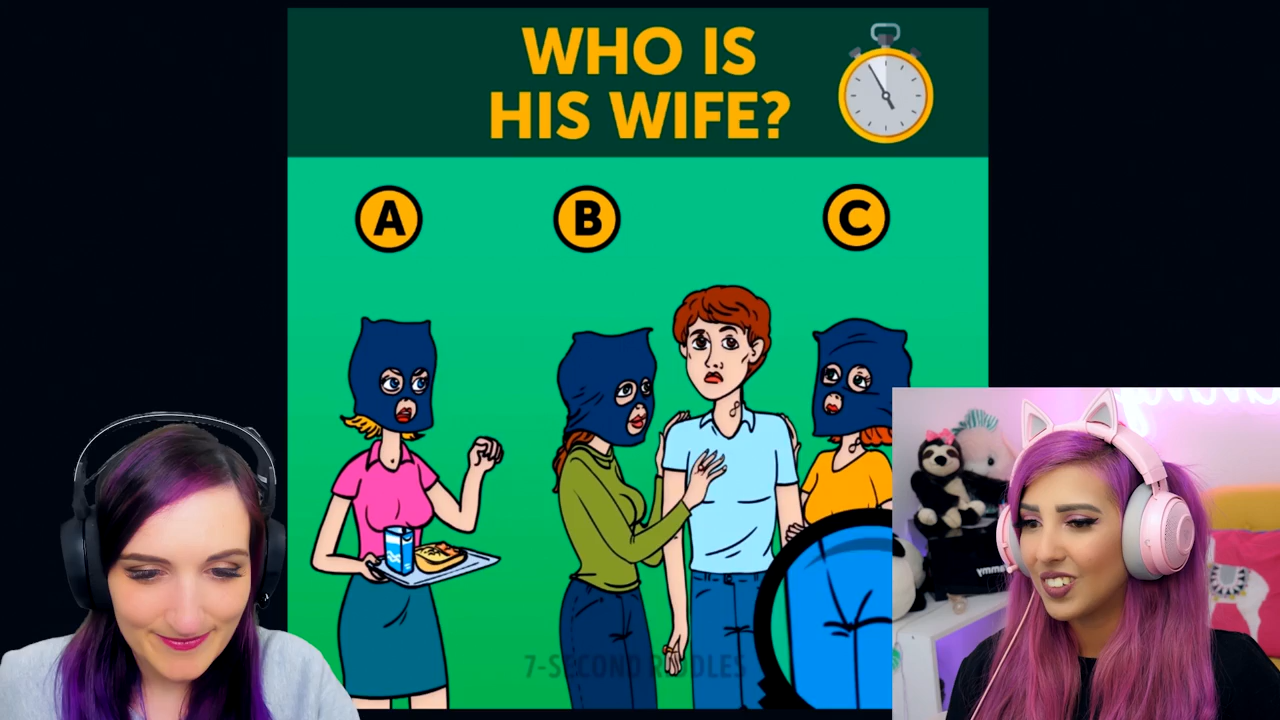 WHO IS
HIS WIFE?
A
B
C
7-SECOND RIDDLES